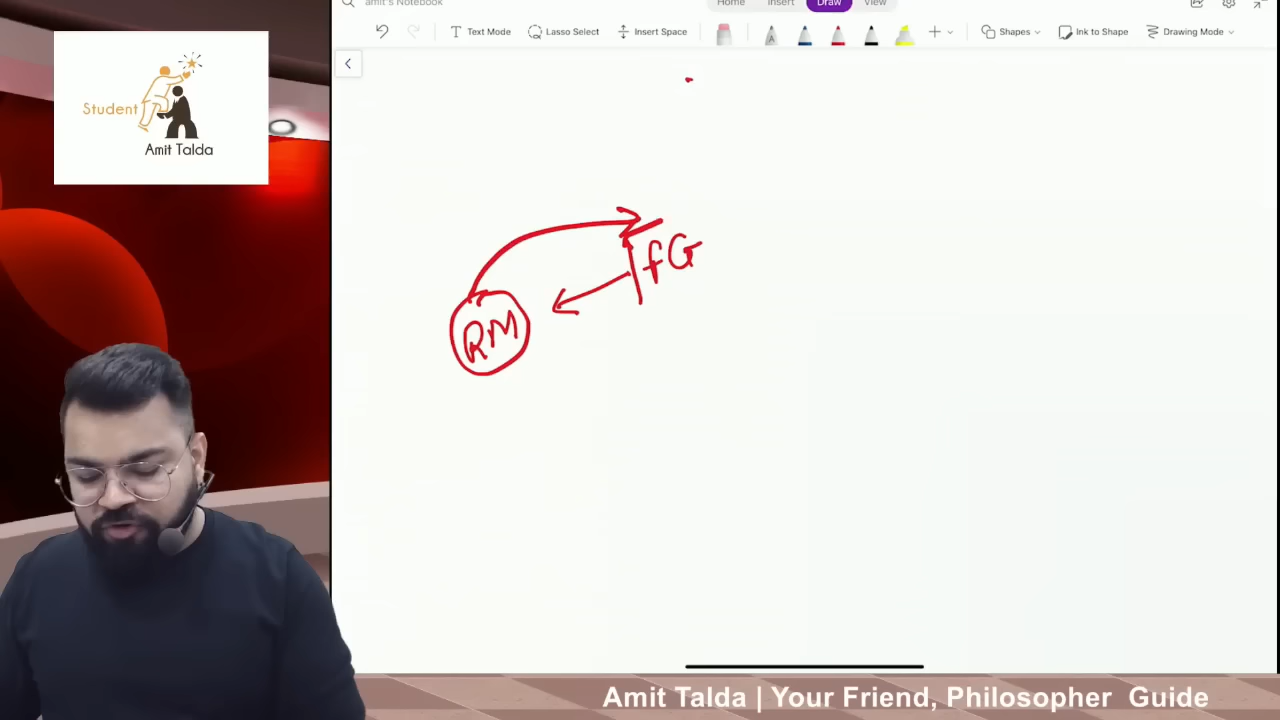 amit's Notebook
Home Insert Draw View
Text Mode Lasso Select Insert Space Shapes Ink to Shape Drawing Mode
Student
Amit Talda
fG
RM
Amit Talda | Your Friend, Philosopher Guide